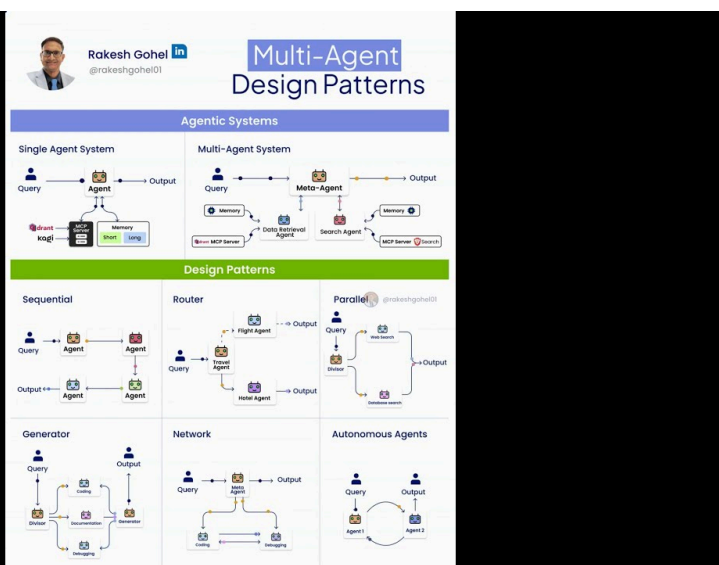 Rakesh Gohel in
@rakeshgohel01
Multi-Agent
Design Patterns
Agentic Systems
Single Agent System
Query
Agent
Output
Qdrant
kagi
MCP
Server
Memory
Short Long
Multi-Agent System
Query
Meta-Agent
Output
Memory
Data Retrieval
Agent
Search Agent
Memory
MCP Server
MCP Server Search
Design Patterns
Sequential
Query
Agent
Agent
Output
Agent
Agent
Router
Flight Agent
Output
Query
Travel
Agent
Hotel Agent
Output
Parallel @rakeshgohel01
Query
Web Search
Divisor
Output
Database search
Generator
Query
Output
Coding
Divisor
Documentation
Generator
Debugging
Network
Query
Meta
Agent
Output
Coding
Debugging
Autonomous Agents
Query
Output
Agent 1
Agent 2